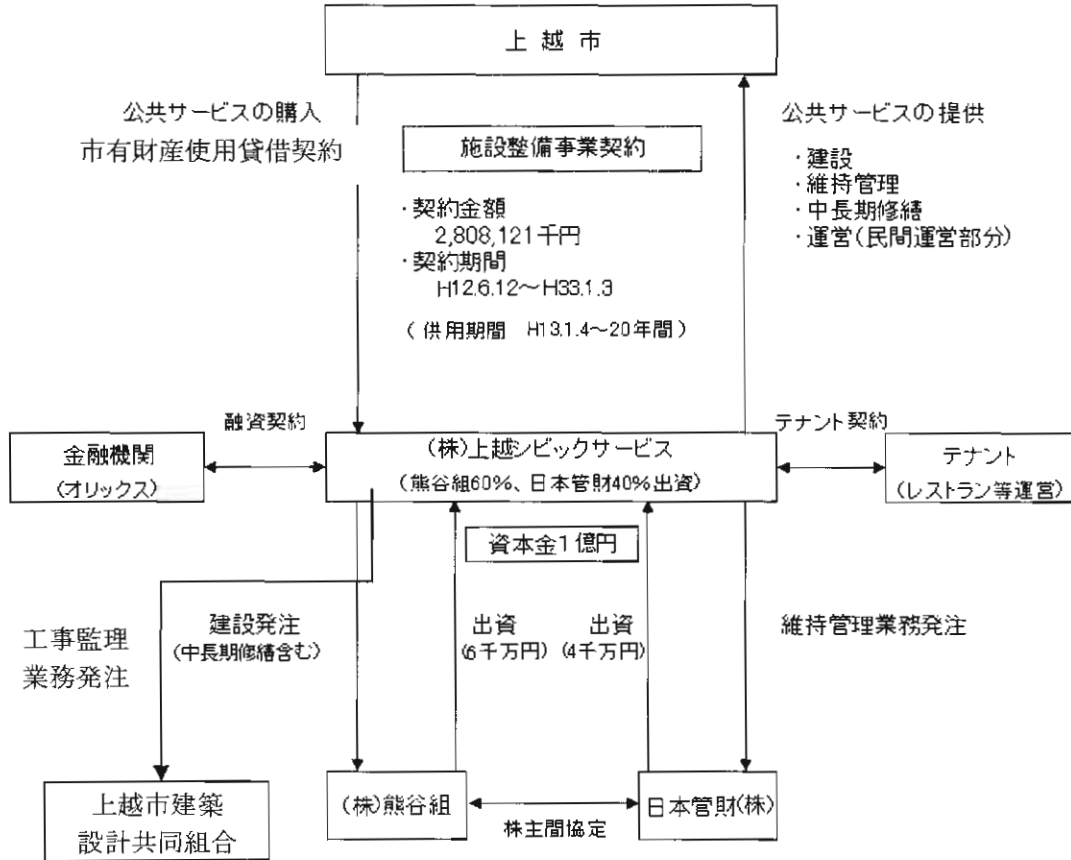 上越市
公共サービスの購入
市有財産使用貸借契約
施設整備事業契約
・契約金額
2,808,121千円
・契約期間
H12.6.12～H33.1.3
（供用期間 H13.1.4～20年間）
公共サービスの提供
・建設
・維持管理
・中長期修繕
・運営(民間運営部分)
融資契約
テナント契約
金融機関
(オリックス)
(株)上越シビックサービス
(熊谷組60%、日本管財40%出資)
テナント
(レストラン等運営)
資本金1億円
工事監理
業務発注
建設発注
(中長期修繕含む)
出資
(6千万円)
出資
(4千万円)
維持管理業務発注
上越市建築
設計共同組合
(株)熊谷組
株主間協定
日本管財(株)